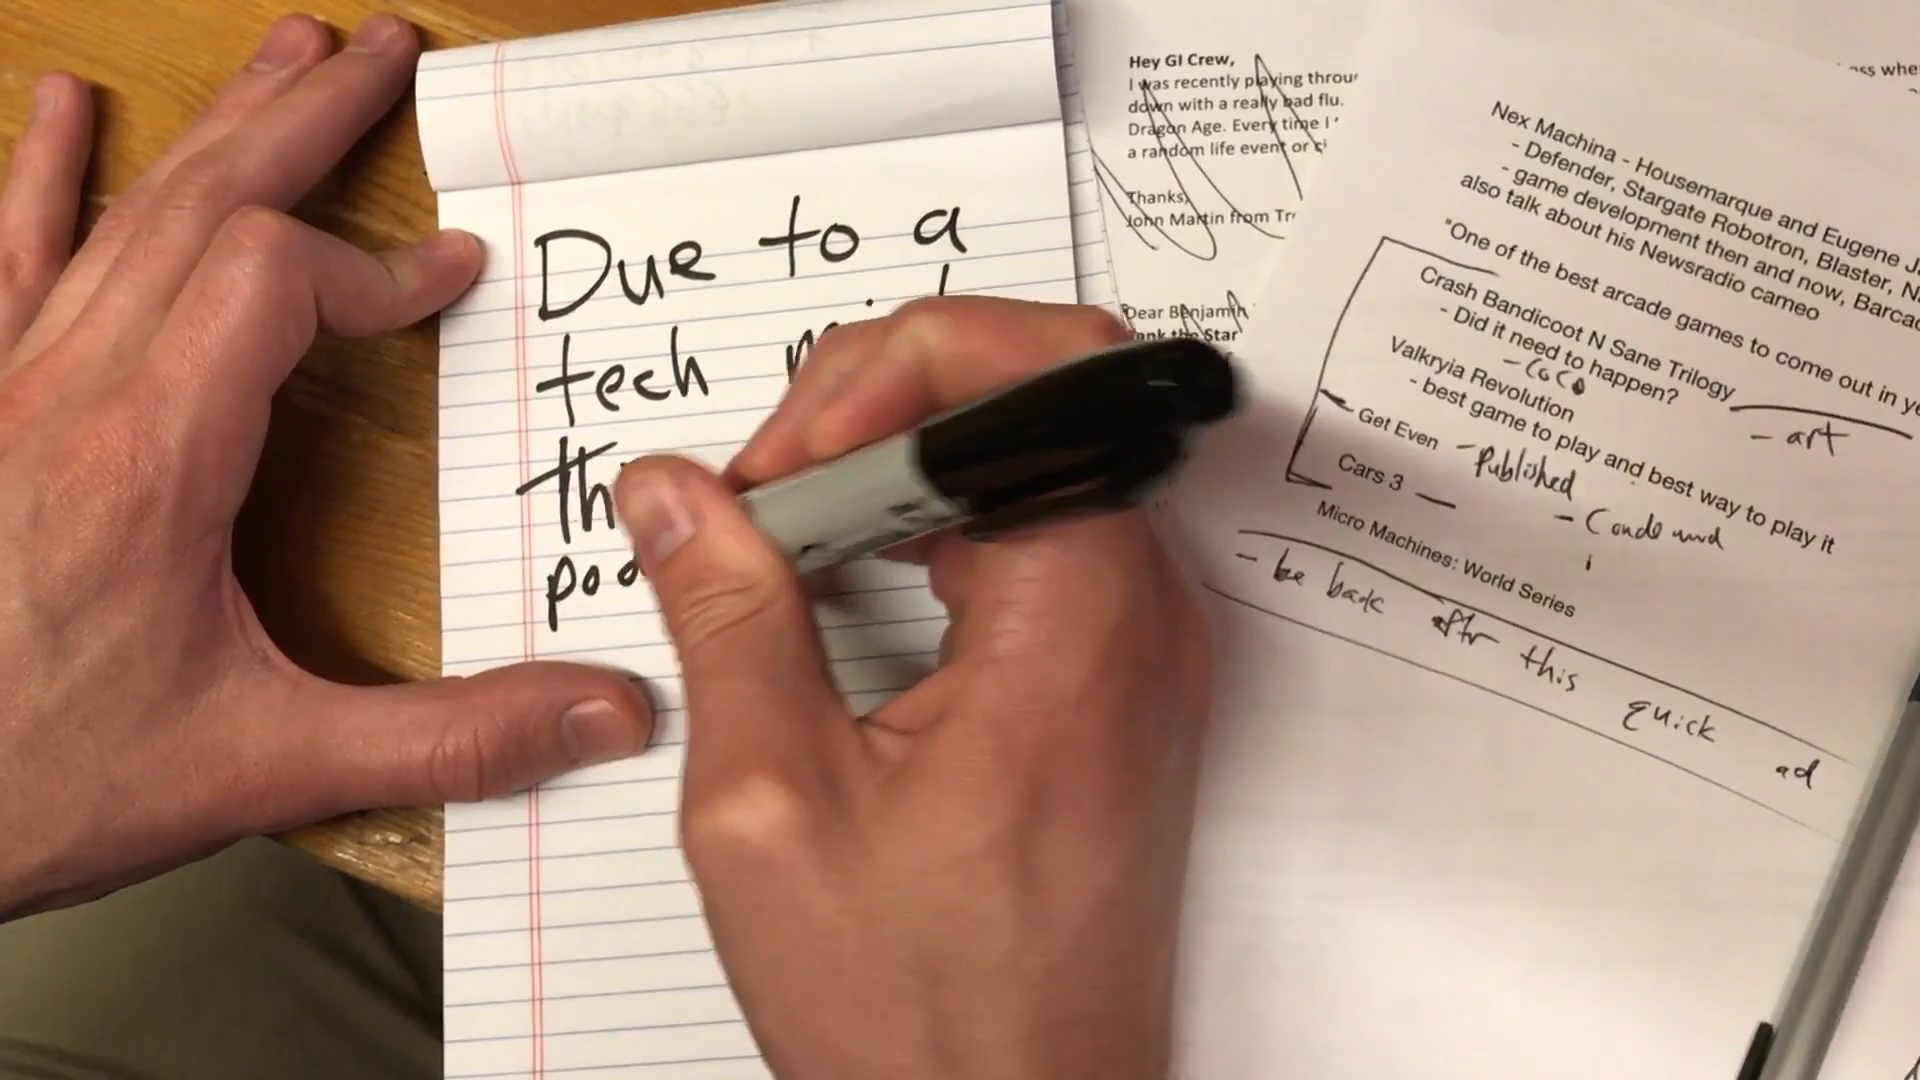 Due to a
tech
Hey GI Crew,
I was recently playing throu
down with a really bad flu.
Dragon Age. Every time I
a random life event or
Thanks,
John Martin from Tr
Dear Benjamin
the Star
Nex Machina - Housemarque and Eugene J
- Defender, Stargate Robotron, Blaster, N
- game development then and now, Barcad
also talk about his Newsradio cameo
"One of the best arcade games to come out in y
Crash Bandicoot N Sane Trilogy
- art
- Did it need to happen?
- CoCo
Valkryia Revolution
- best game to play and best way to play it
Get Even - Published
Cars 3 —
Micro Machines: World Series
- be back aftr this quick ad